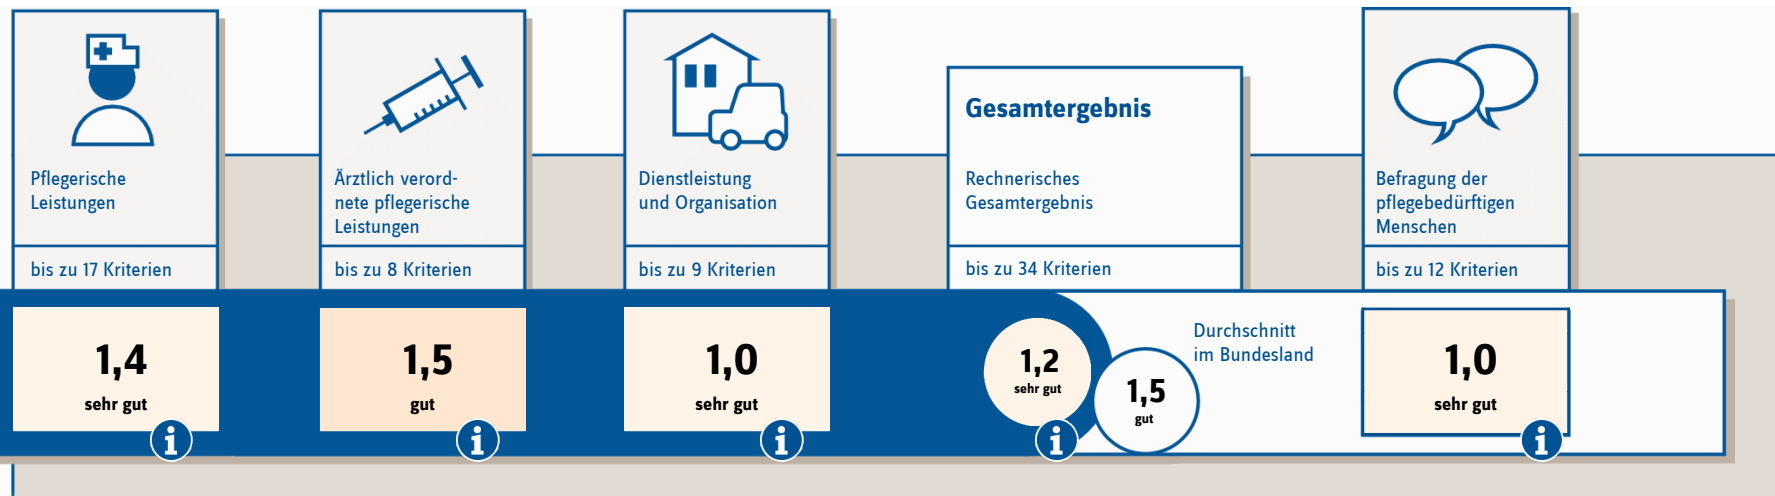 Pflegerische
Leistungen
bis zu 17 Kriterien
1,4
sehr gut
Ärztlich verord-
nete pflegerische
Leistungen
bis zu 8 Kriterien
1,5
gut
Dienstleistung
und Organisation
bis zu 9 Kriterien
1,0
sehr gut
Gesamtergebnis
Rechnerisches
Gesamtergebnis
bis zu 34 Kriterien
1,2
sehr gut
1,5
gut
Durchschnitt
im Bundesland
Befragung der
pflegebedürftigen
Menschen
bis zu 12 Kriterien
1,0
sehr gut